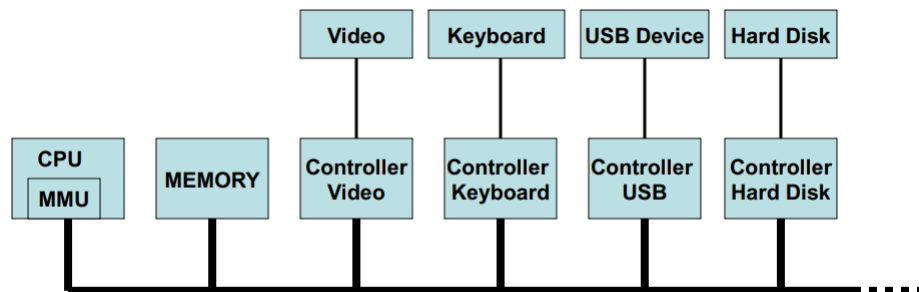 Video
Keyboard
USB Device
Hard Disk
CPU
MMU
MEMORY
Controller
Video
Controller
Keyboard
Controller
USB
Controller
Hard Disk